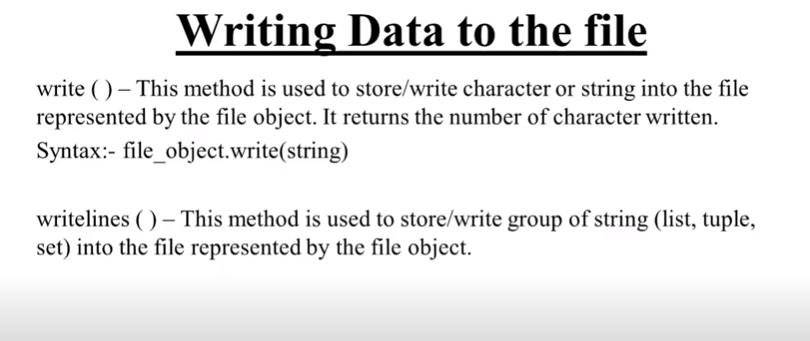 Writing Data to the file
write ( ) – This method is used to store/write character or string into the file
represented by the file object. It returns the number of character written.
Syntax:- file_object.write(string)
writelines ( ) – This method is used to store/write group of string (list, tuple,
set) into the file represented by the file object.